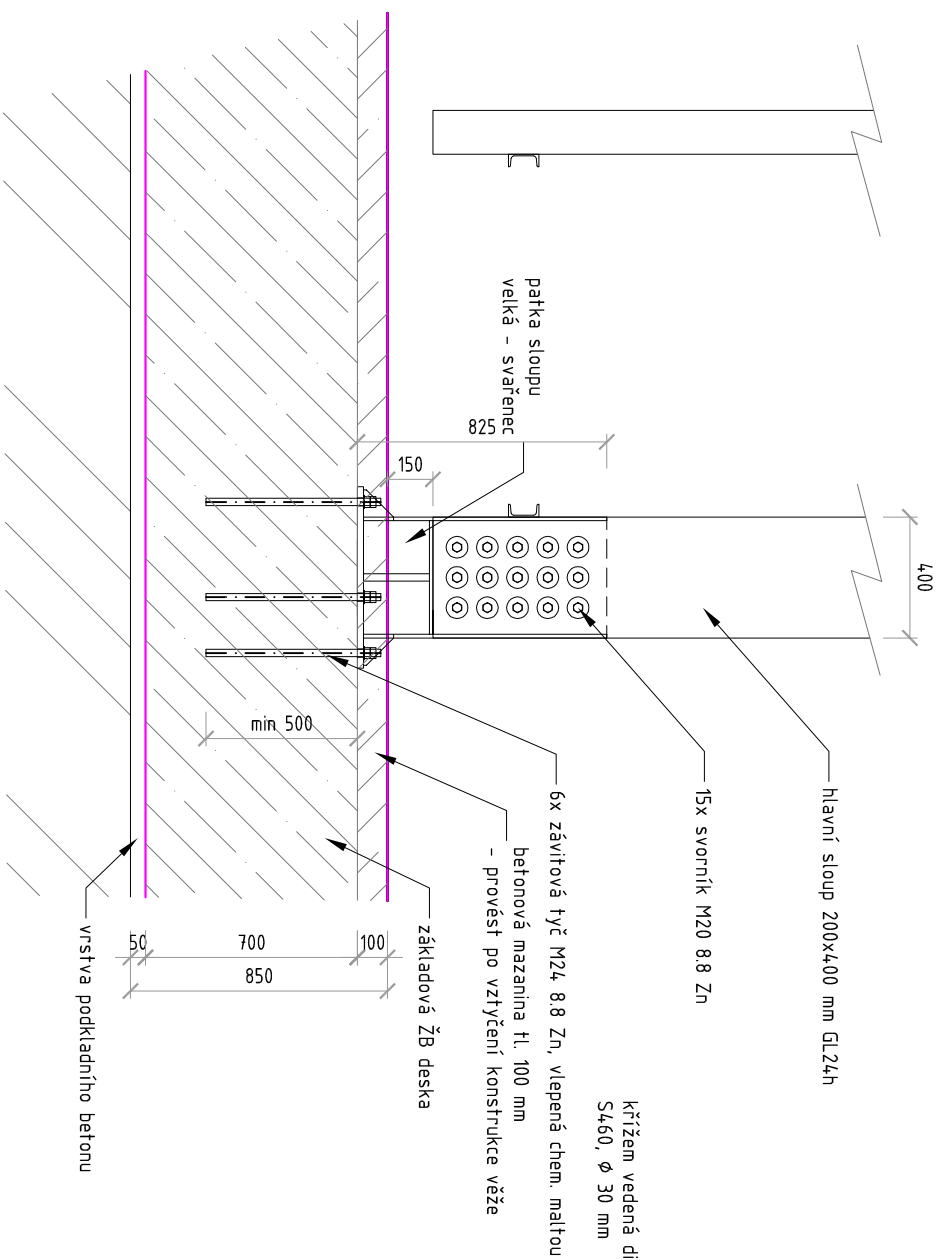 400
hlavní sloup 200x400 mm GL24h
15x svorník M20 8.8 Zn
křížem vedená
S460, ϕ 30 mm
6x závitová tyč M24 8.8 Zn, vlepená chem. maltou
betonová mazanina tl. 100 mm
- provést po vztyčení konstrukce věže
základová ŽB deska
vrstva podkladního betonu
patka sloupu
velká - svařenec
825
150
min 500
50
700
100
850